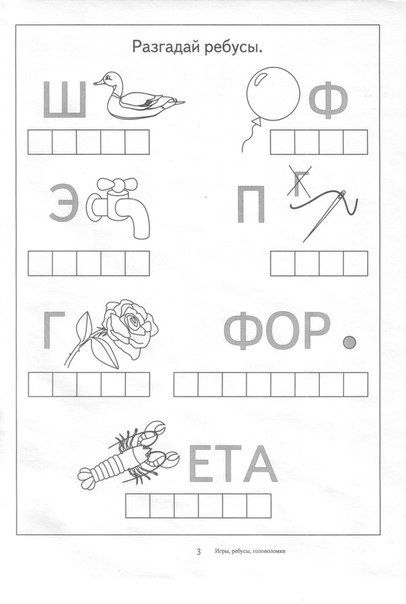 Разгадай ребусы.
Ш
Ф
Э
П
Г
Г
ФОР
ЕТА
3 Игры, ребусы, головоломки